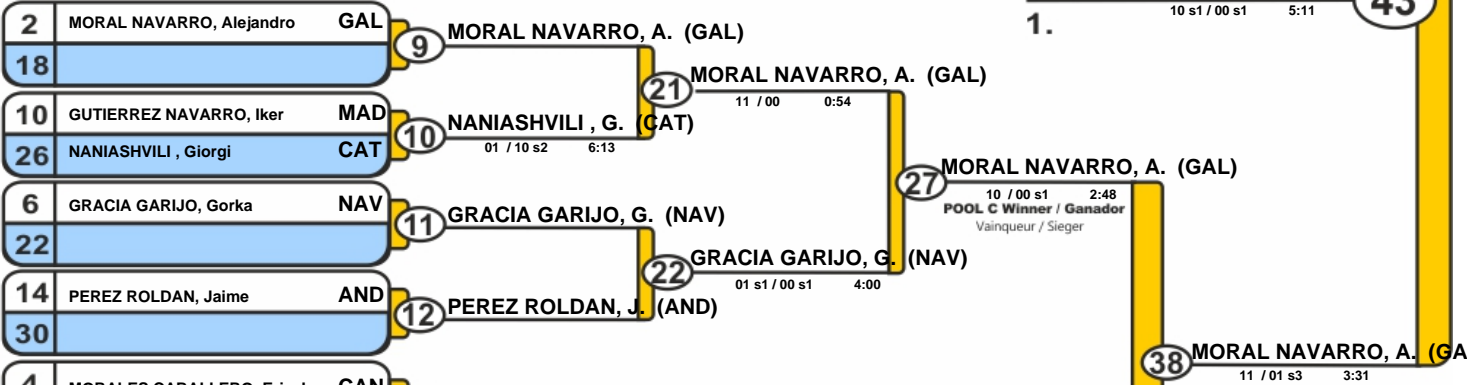 2 MORAL NAVARRO, Alejandro GAL
18
9
MORAL NAVARRO, A. (GAL)
10 GUTIERREZ NAVARRO, Iker MAD
26 NANIASHVILI , Giorgi CAT
10
NANIASHVILI , G. (CAT)
01 / 10 s2 6:13
21
MORAL NAVARRO, A. (GAL)
11 / 00 0:54
6 GRACIA GARIJO, Gorka NAV
22
11
GRACIA GARIJO, G. (NAV)
14 PEREZ ROLDAN, Jaime AND
30
12
PEREZ ROLDAN, J. (AND)
22
GRACIA GARIJO, G. (NAV)
01 s1 / 00 s1 4:00
27
MORAL NAVARRO, A. (GAL)
10 / 00 s1 2:48
POOL C Winner / Ganador
Vainqueur / Sieger
10 s1 / 00 s1 5:11
43
1.
38
MORAL NAVARRO, A. (GA
11 / 01 s3 3:31
4 CAN